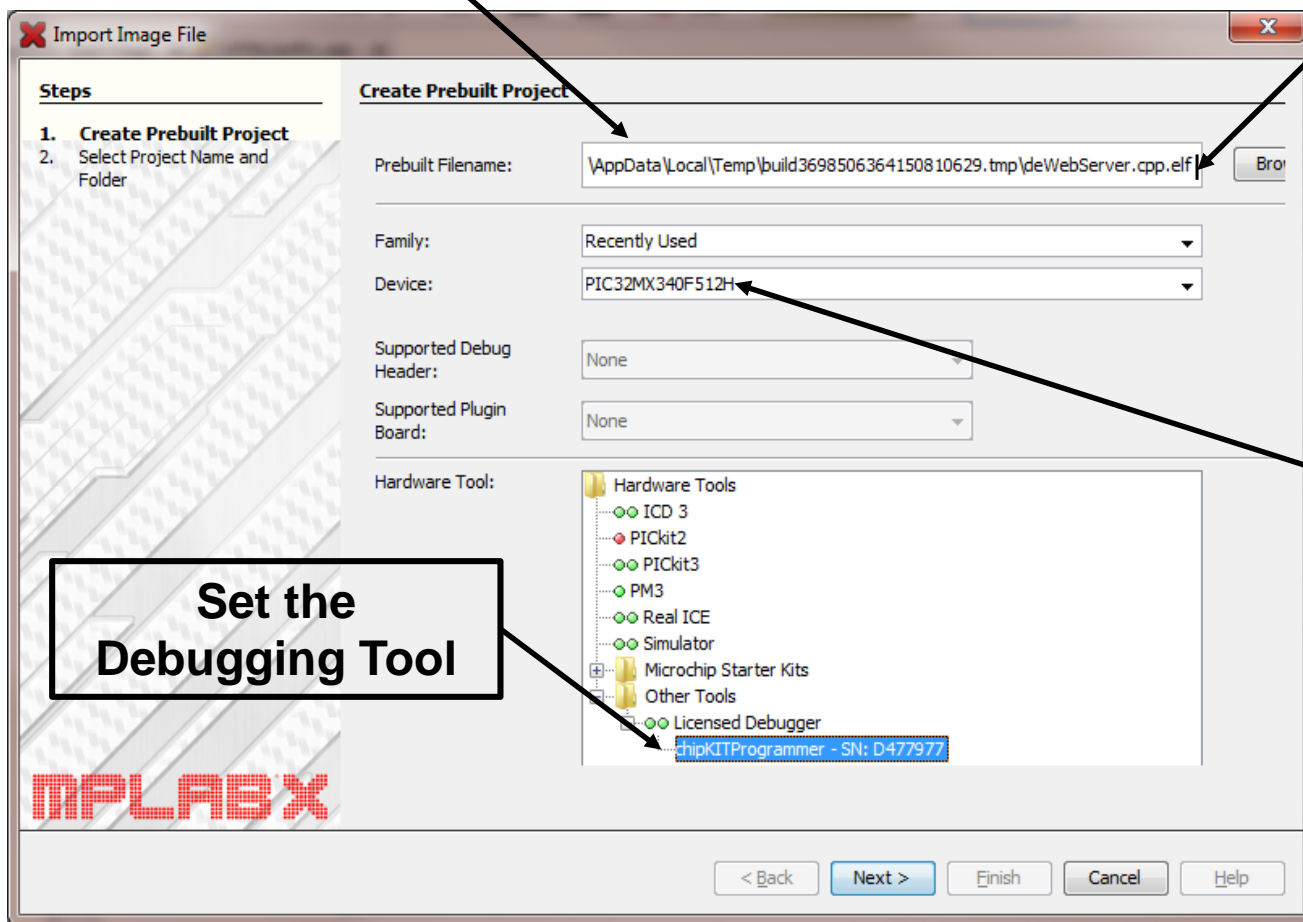 Import Image File
Steps
1. Create Prebuilt Project
2. Select Project Name and
Folder
Create Prebuilt Project
Prebuilt Filename:
\AppData\Local\Temp\build3698506364150810629.tmp\deWebServer.cpp.elf
Bro
Family:
Recently Used
Device:
PIC32MX340F512H
Supported Debug
Header:
None
Supported Plugin
Board:
None
Hardware Tool:
Hardware Tools
ICD 3
PICkit2
PICkit3
PM3
Real ICE
Simulator
Microchip Starter Kits
Other Tools
Licensed Debugger
chipKITProgrammer - SN: D477977
Set the
Debugging Tool
MPLAB X
< Back
Next >
Finish
Cancel
Help